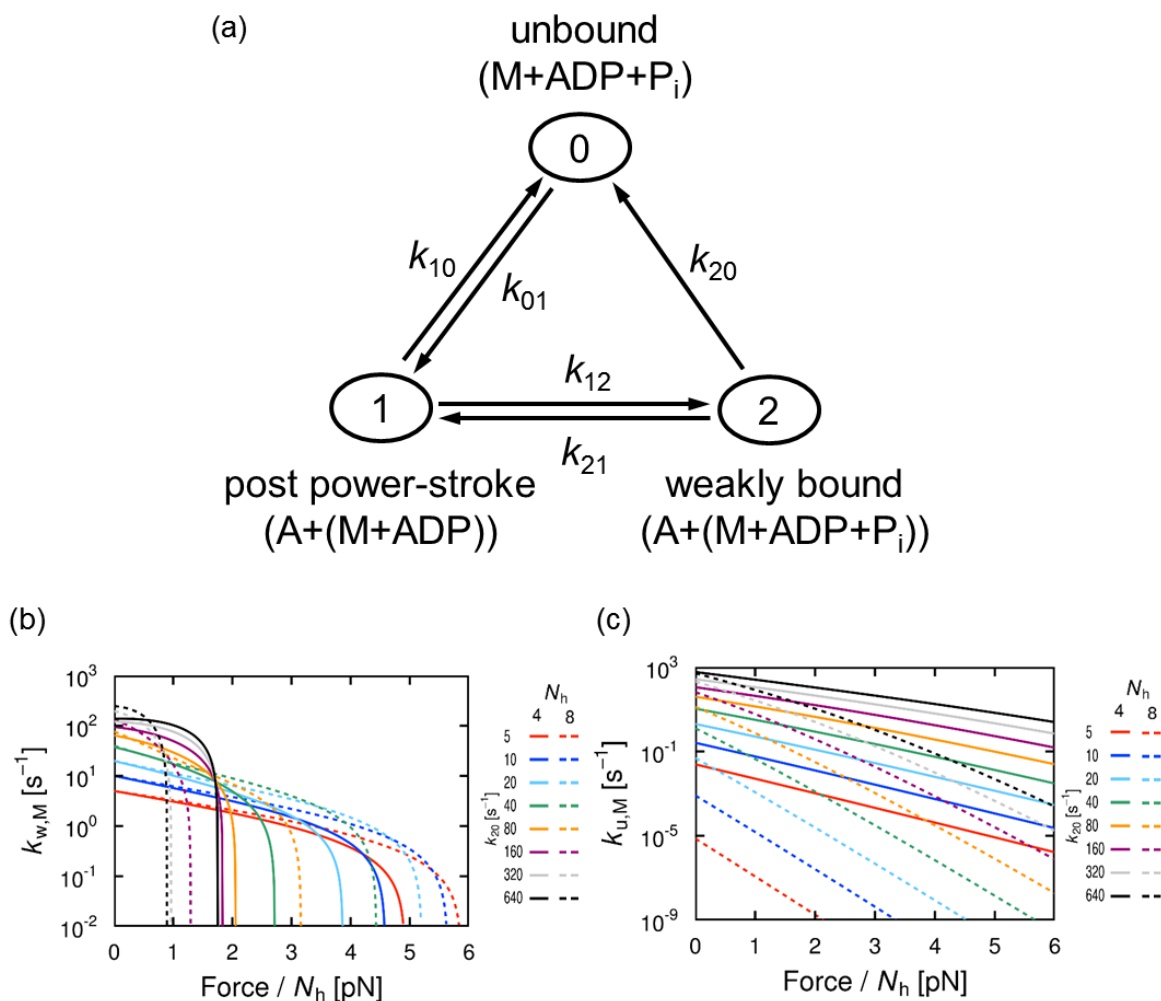 (a)
unbound
(M+ADP+Pi)
0
k10
k01
k20
1
k12
2
k21
post power-stroke
(A+(M+ADP))
weakly bound
(A+(M+ADP+Pi))
(b)
kw,M [s−1]
10^3
10^2
10^1
10^0
10^-1
10^-2
0 1 2 3 4 5 6
Force / Nh [pN]
Nh
4 8
k20 [s−1]
5
10
20
40
80
160
320
640
(c)
ku,M [s−1]
10^3
10^-1
10^-5
10^-9
0 1 2 3 4 5 6
Force / Nh [pN]
Nh
4 8
k20 [s−1]
5
10
20
40
80
160
320
640